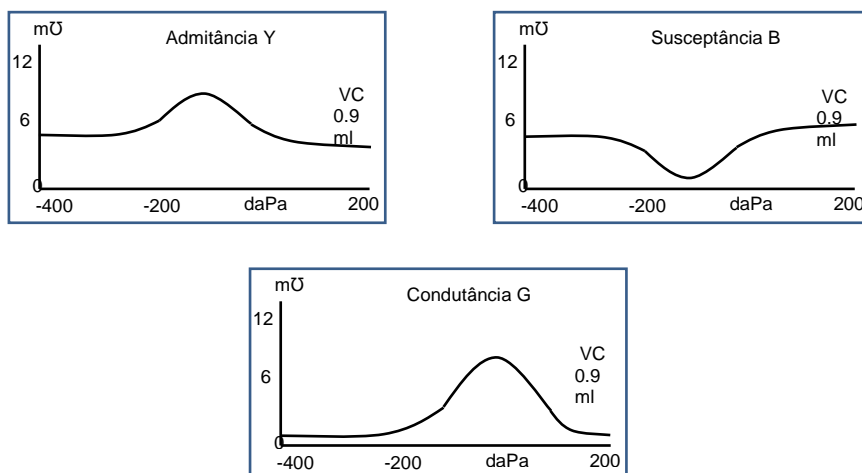 mƱ
Admitância Y
12
6
VC
0.9
ml
0
-400
-200
daPa
200
mƱ
Susceptância B
12
6
VC
0.9
ml
0
-400
-200
daPa
200
mƱ
Condutância G
12
6
VC
0.9
ml
0
-400
-200
daPa
200